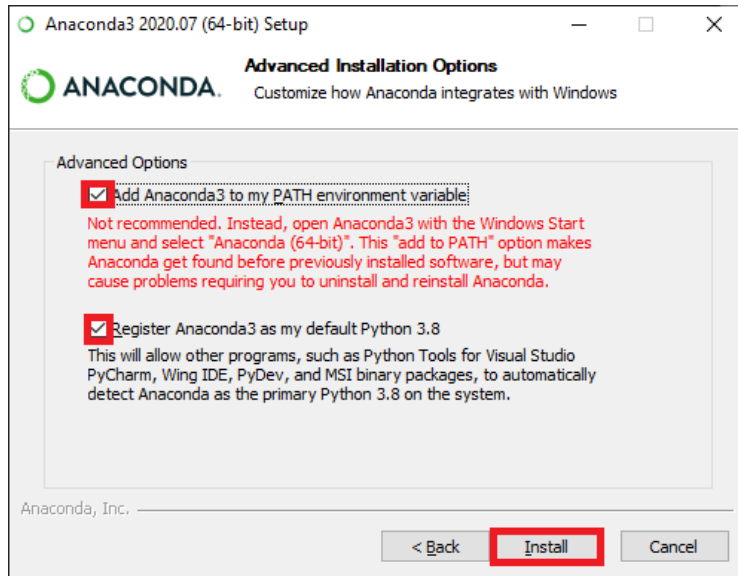 Anaconda3 2020.07 (64-bit) Setup
ANACONDA.
Advanced Installation Options
Customize how Anaconda integrates with Windows
Advanced Options
Add Anaconda3 to my PATH environment variable
Not recommended. Instead, open Anaconda3 with the Windows Start
menu and select "Anaconda (64-bit)". This "add to PATH" option makes
Anaconda get found before previously installed software, but may
cause problems requiring you to uninstall and reinstall Anaconda.
Register Anaconda3 as my default Python 3.8
This will allow other programs, such as Python Tools for Visual Studio
PyCharm, Wing IDE, PyDev, and MSI binary packages, to automatically
detect Anaconda as the primary Python 3.8 on the system.
Anaconda, Inc.
< Back
Install
Cancel